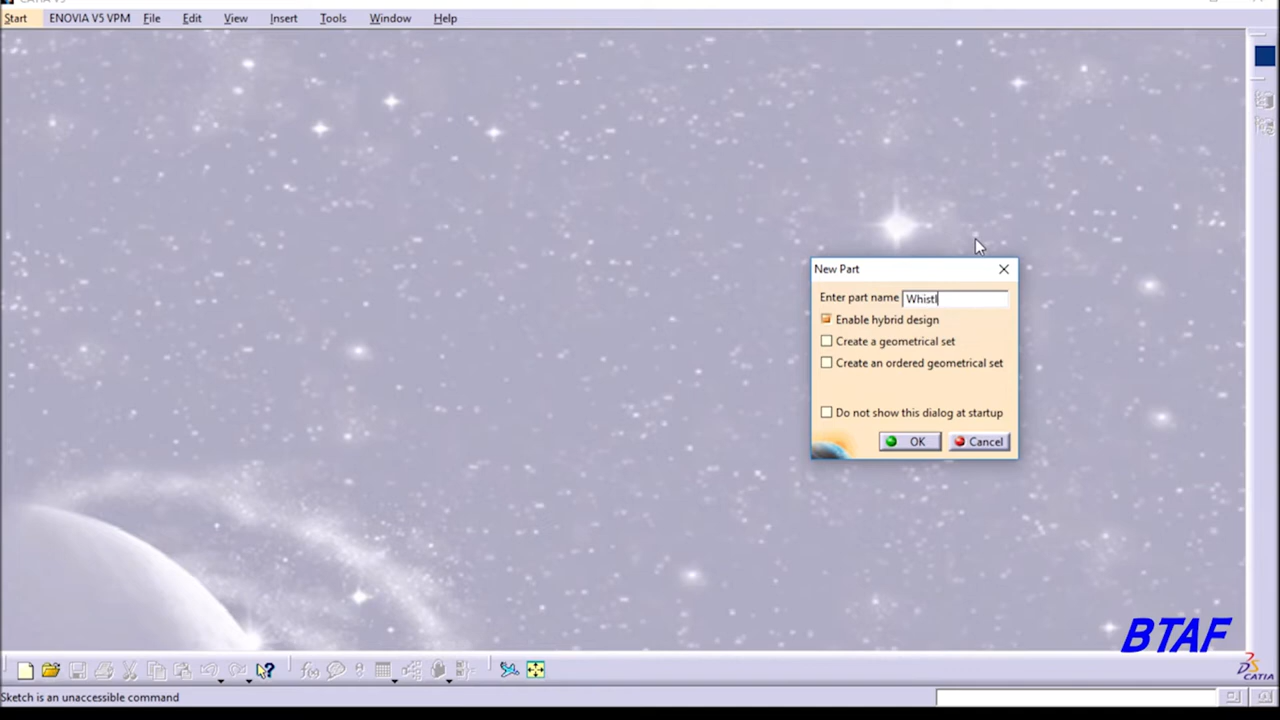 CATIA V5
Start ENOVIA V5 VPM File Edit View Insert Tools Window Help
New Part
Enter part name Whistl
Enable hybrid design
Create a geometrical set
Create an ordered geometrical set
Do not show this dialog at startup
OK Cancel
BTAF
f(x)
CATIA
Sketch is an unaccessible command